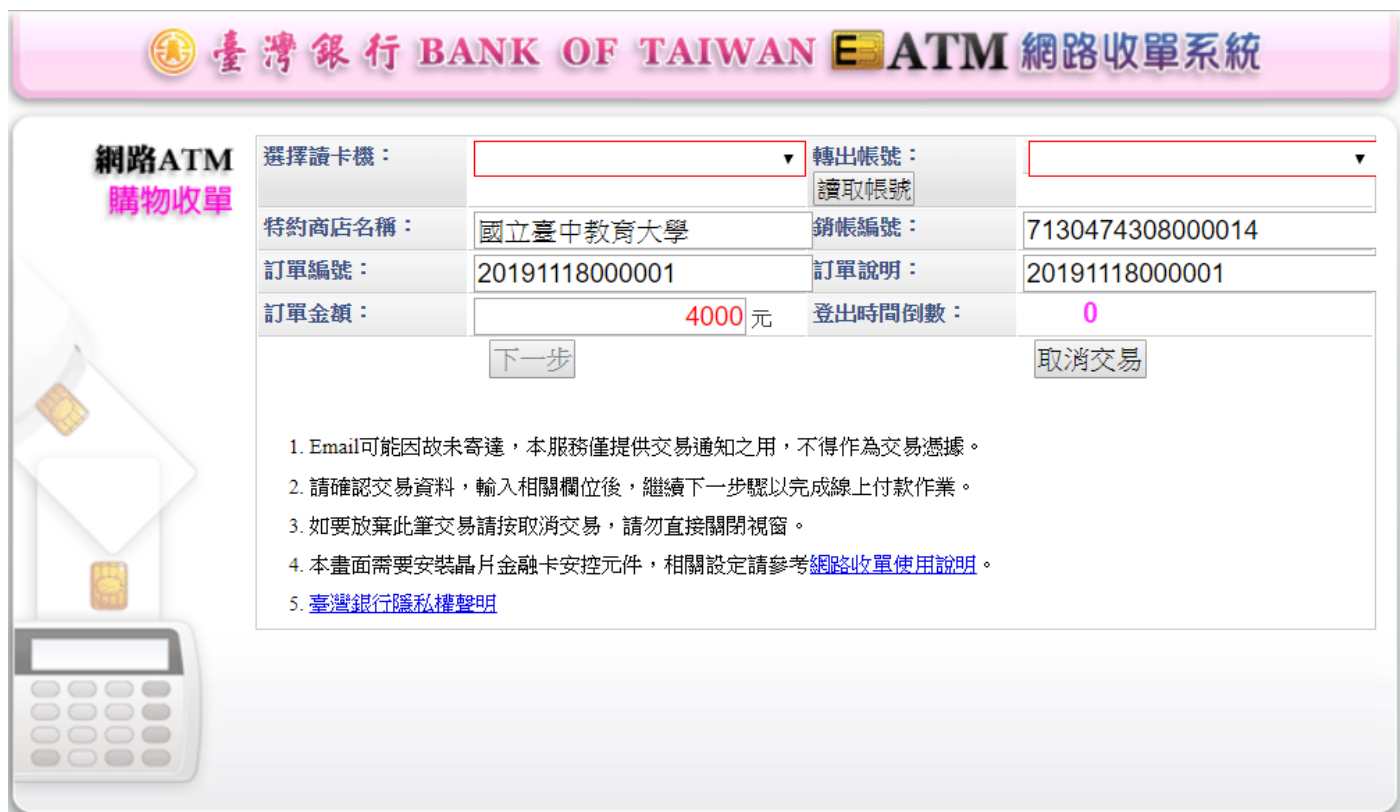 臺灣銀行 BANK OF TAIWAN E ATM 網路收單系統
網路ATM
購物收單
選擇讀卡機： 轉出帳號：
讀取帳號
特約商店名稱： 國立臺中教育大學 銷帳編號： 7130474308000014
訂單編號： 20191118000001 訂單說明： 20191118000001
訂單金額： 4000 元 登出時間倒數： 0
下一步 取消交易
1. Email可能因故未寄達，本服務僅提供交易通知之用，不得作為交易憑據。
2. 請確認交易資料，輸入相關欄位後，繼續下一步驟以完成線上付款作業。
3. 如要放棄此筆交易請按取消交易，請勿直接關閉視窗。
4. 本畫面需要安裝晶片金融卡安控元件，相關設定請參考網路收單使用說明。
5. 臺灣銀行隱私權聲明